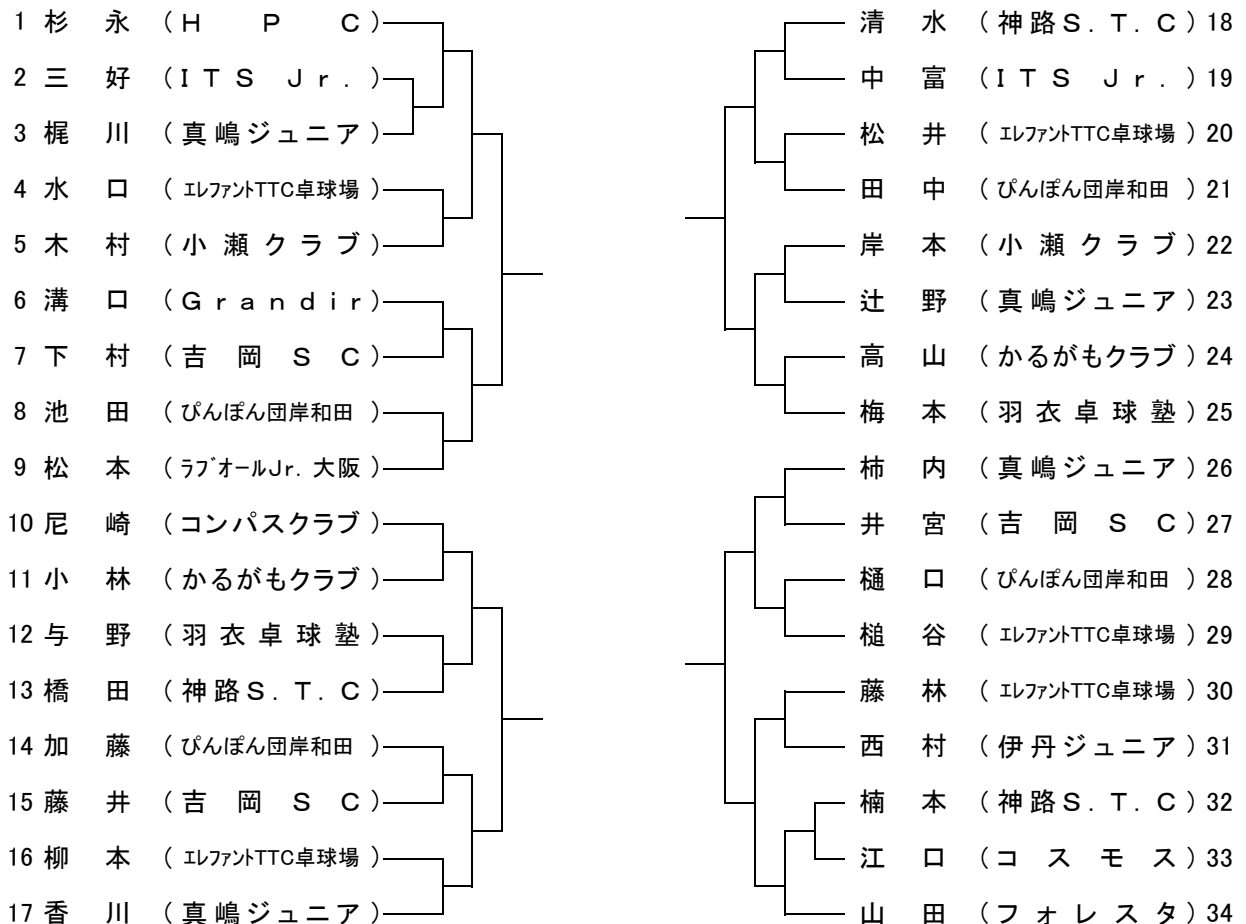 1 杉 永 (H P C)
2 三 好 (ITS Jr.)
3 梶 川 (真嶋ジュニア)
4 水 口 (エレファントTTC卓球場)
5 木 村 (小瀬クラブ)
6 溝 口 (Grandir)
7 下 村 (吉 岡 S C)
8 池 田 (ぴんぽん団岸和田)
9 松 本 (ラブオールJr. 大阪)
10 尼 崎 (コンパスクラブ)
11 小 林 (かるがもクラブ)
12 与 野 (羽衣卓球塾)
13 橋 田 (神路S.T.C)
14 加 藤 (ぴんぽん団岸和田)
15 藤 井 (吉 岡 S C)
16 柳 本 (エレファントTTC卓球場)
17 香 川 (真嶋ジュニア)
清 水 (神路S.T.C) 18
中 富 (ITS Jr.) 19
松 井 (エレファントTTC卓球場) 20
田 中 (ぴんぽん団岸和田) 21
岸 本 (小瀬クラブ) 22
辻 野 (真嶋ジュニア) 23
高 山 (かるがもクラブ) 24
梅 本 (羽衣卓球塾) 25
柿 内 (真嶋ジュニア) 26
井 宮 (吉 岡 S C) 27
樋 口 (ぴんぽん団岸和田) 28
槌 谷 (エレファントTTC卓球場) 29
藤 林 (エレファントTTC卓球場) 30
西 村 (伊丹ジュニア) 31
楠 本 (神路S.T.C) 32
江 口 (コスモス) 33
山 田 (フォレスタ) 34